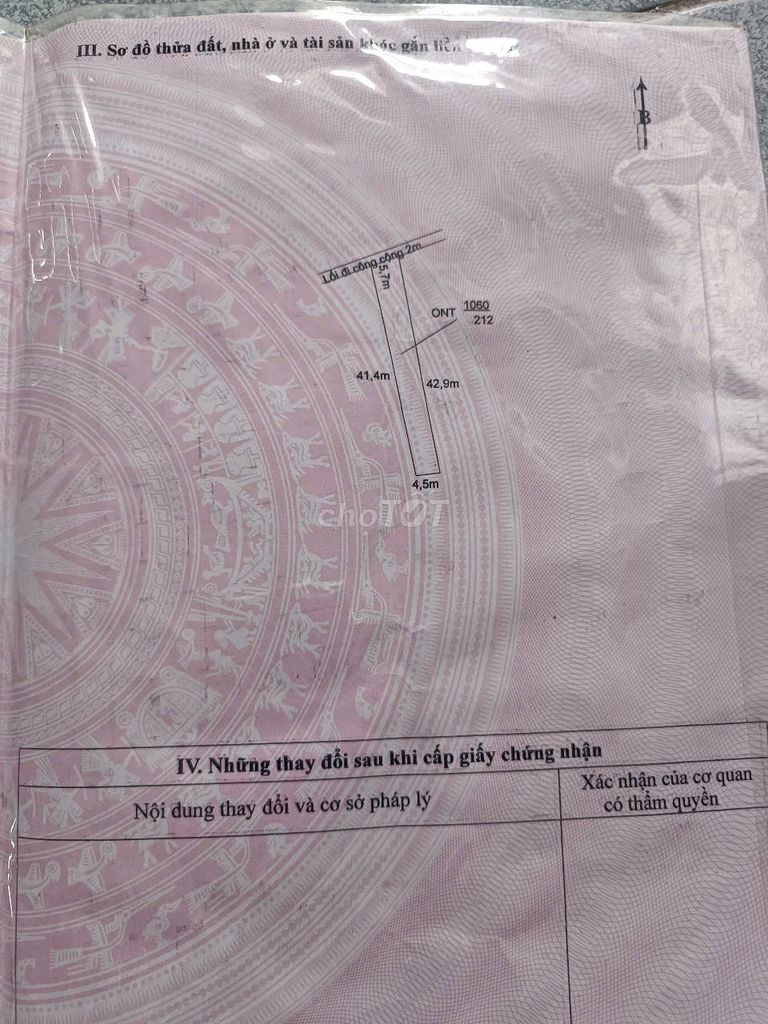 III. Sơ đồ thửa đất, nhà ở và tài sản khác gắn liền
B
Lối đi công cộng 2m
5,7m
ONT 1060
212
41,4m
42,9m
4,5m
choTỐT
IV. Những thay đổi sau khi cấp giấy chứng nhận
Nội dung thay đổi và cơ sở pháp lý
Xác nhận của cơ quan
có thẩm quyền